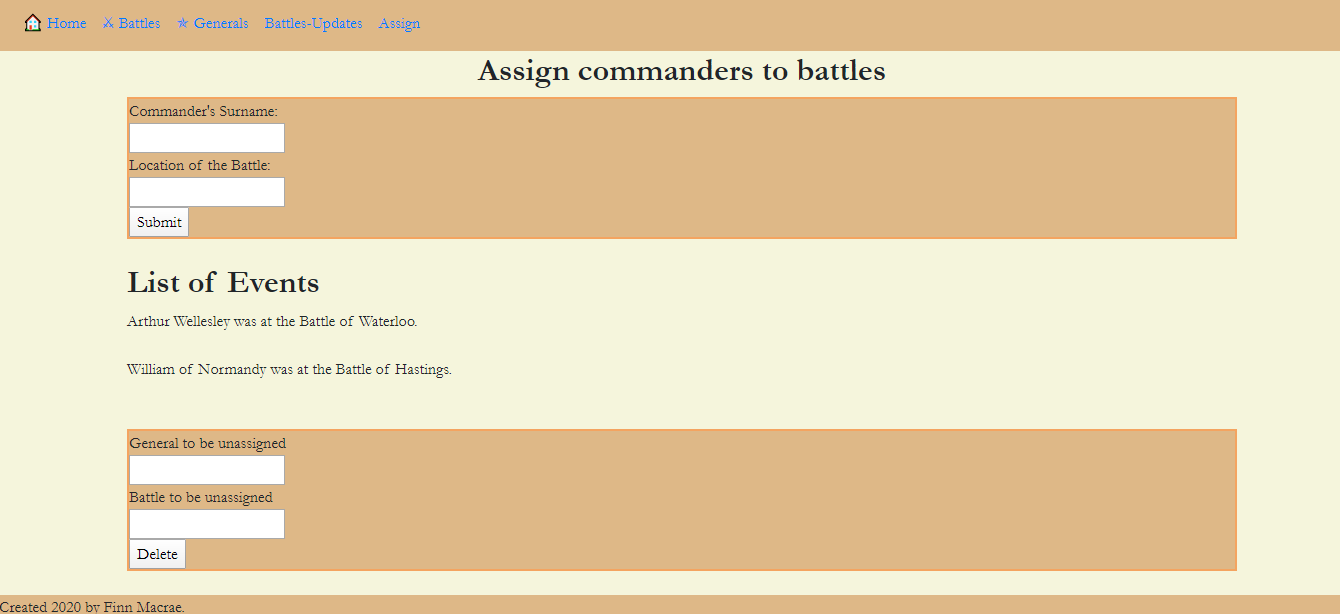 Home Battles Generals Battles-Updates Assign
Assign commanders to battles
Commander's Surname:
Location of the Battle:
Submit
List of Events
Arthur Wellesley was at the Battle of Waterloo.
William of Normandy was at the Battle of Hastings.
General to be unassigned
Battle to be unassigned
Delete
Created 2020 by Finn Macrae.